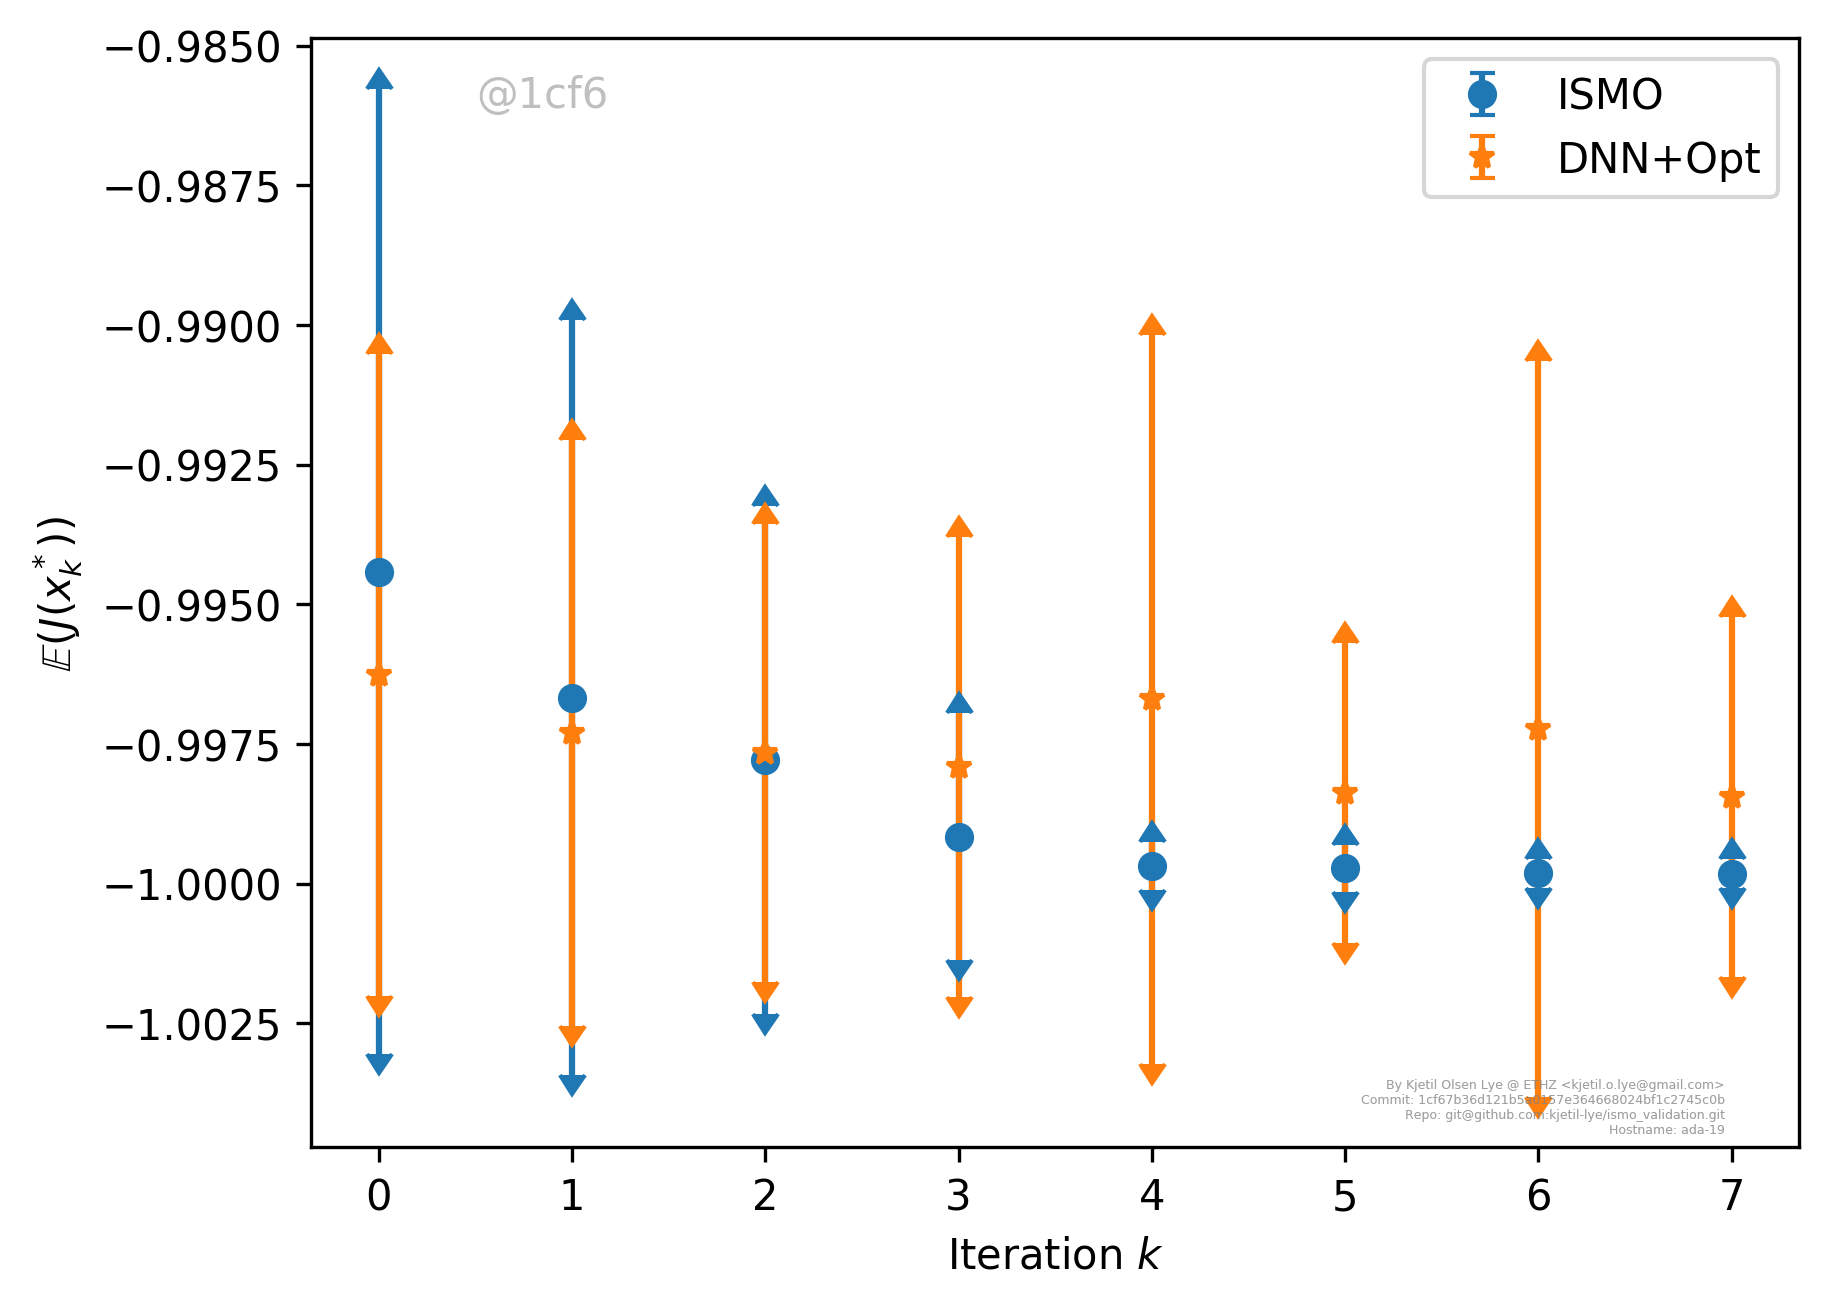 −0.9850
−0.9875
−0.9900
−0.9925
−0.9950
−0.9975
−1.0000
−1.0025
𝔼(J(x*k))
@1cf6
ISMO
DNN+Opt
By Kjetil Olsen Lye @ ETHZ <kjetil.o.lye@gmail.com>
Commit:
Repo: git@github.com:kjetil-lye/ismo_validation.git
Hostname: ada-19
0 1 2 3 4 5 6 7
Iteration k